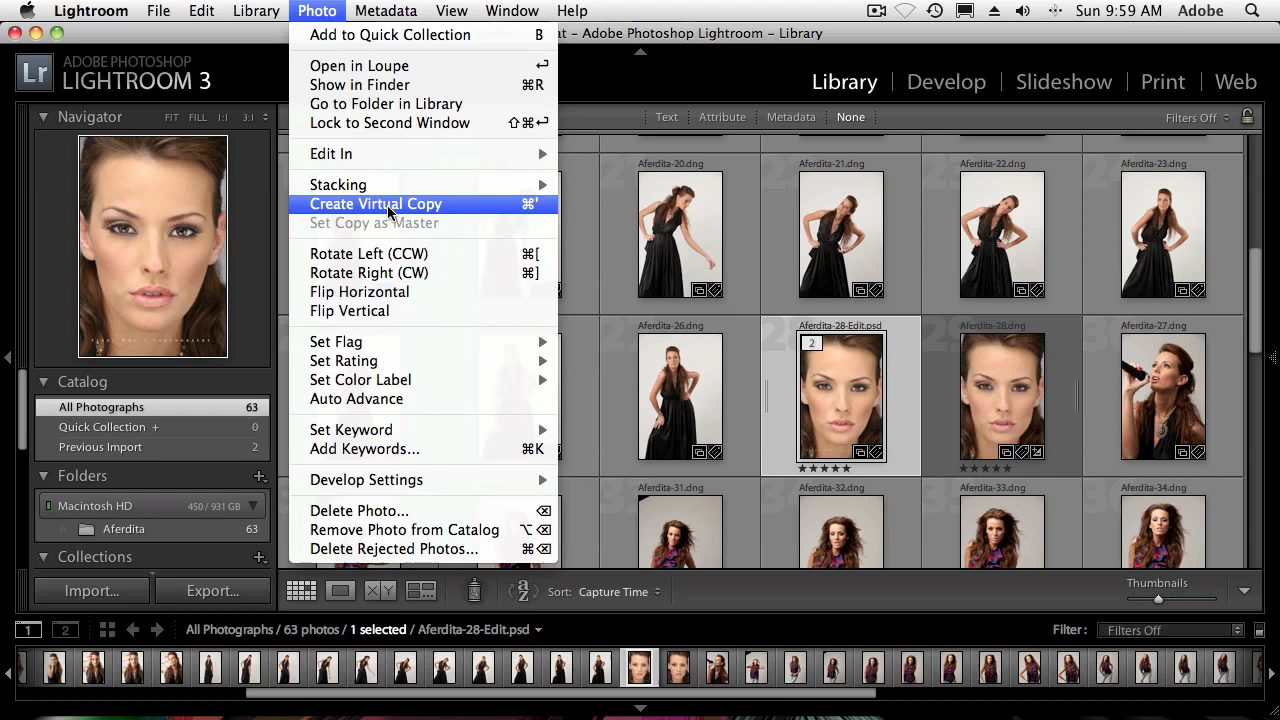 Lightroom File Edit Library Photo Metadata View Window Help Sun 9:59 AM Adobe
at - Adobe Photoshop Lightroom - Library
Lr ADOBE PHOTOSHOP
LIGHTROOM 3
Library | Develop | Slideshow | Print | Web
Navigator FIT FILL 1:1 3:1
Text Attribute Metadata None Filters Off
Add to Quick Collection B
Open in Loupe ↩
Show in Finder ⌘R
Go to Folder in Library
Lock to Second Window ⇧⌘↩
Edit In
Stacking
Create Virtual Copy ⌘'
Set Copy as Master
Rotate Left (CCW) ⌘[
Rotate Right (CW) ⌘]
Flip Horizontal
Flip Vertical
Set Flag
Set Rating
Set Color Label
Auto Advance
Set Keyword
Add Keywords... ⌘K
Develop Settings
Delete Photo... ⌫
Remove Photo from Catalog ⌥⌫
Delete Rejected Photos... ⌘⌫
Aferdita-20.dng Aferdita-21.dng Aferdita-22.dng Aferdita-23.dng
Aferdita-26.dng Aferdita-28-Edit.psd Aferdita-28.dng Aferdita-27.dng
2
★★★★★ ★★★★★
Aferdita-31.dng Aferdita-32.dng Aferdita-33.dng Aferdita-34.dng
Catalog
All Photographs 63
Quick Collection + 0
Previous Import 2
Folders +
Macintosh HD 450 / 931 GB
Aferdita 63
Collections +
Import... Export...
XY Sort: Capture Time
Thumbnails
1 2 All Photographs / 63 photos / 1 selected / Aferdita-28-Edit.psd Filter: Filters Off